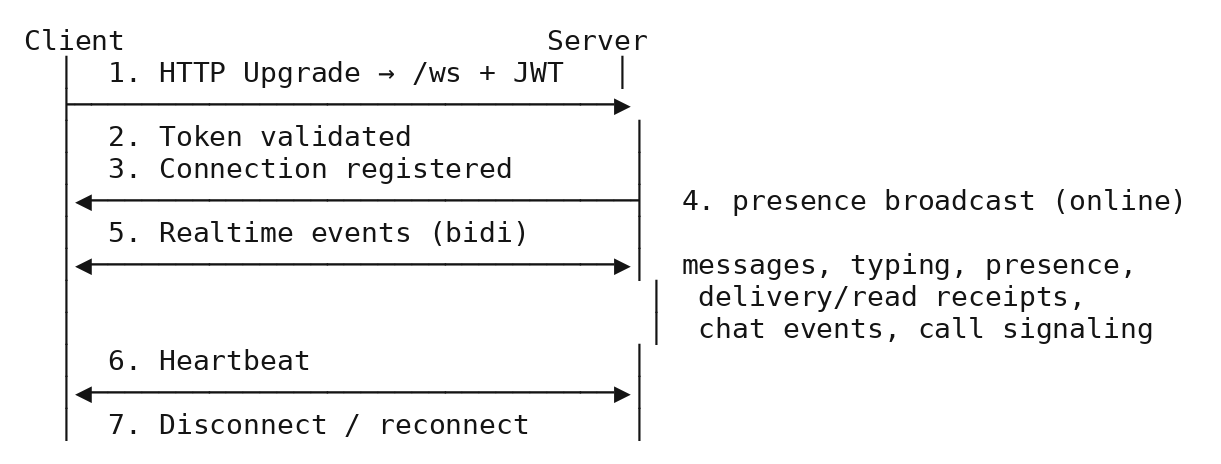 Client Server
1. HTTP Upgrade → /ws + JWT
2. Token validated
3. Connection registered
4. presence broadcast (online)
5. Realtime events (bidi)
messages, typing, presence,
delivery/read receipts,
chat events, call signaling
6. Heartbeat
7. Disconnect / reconnect